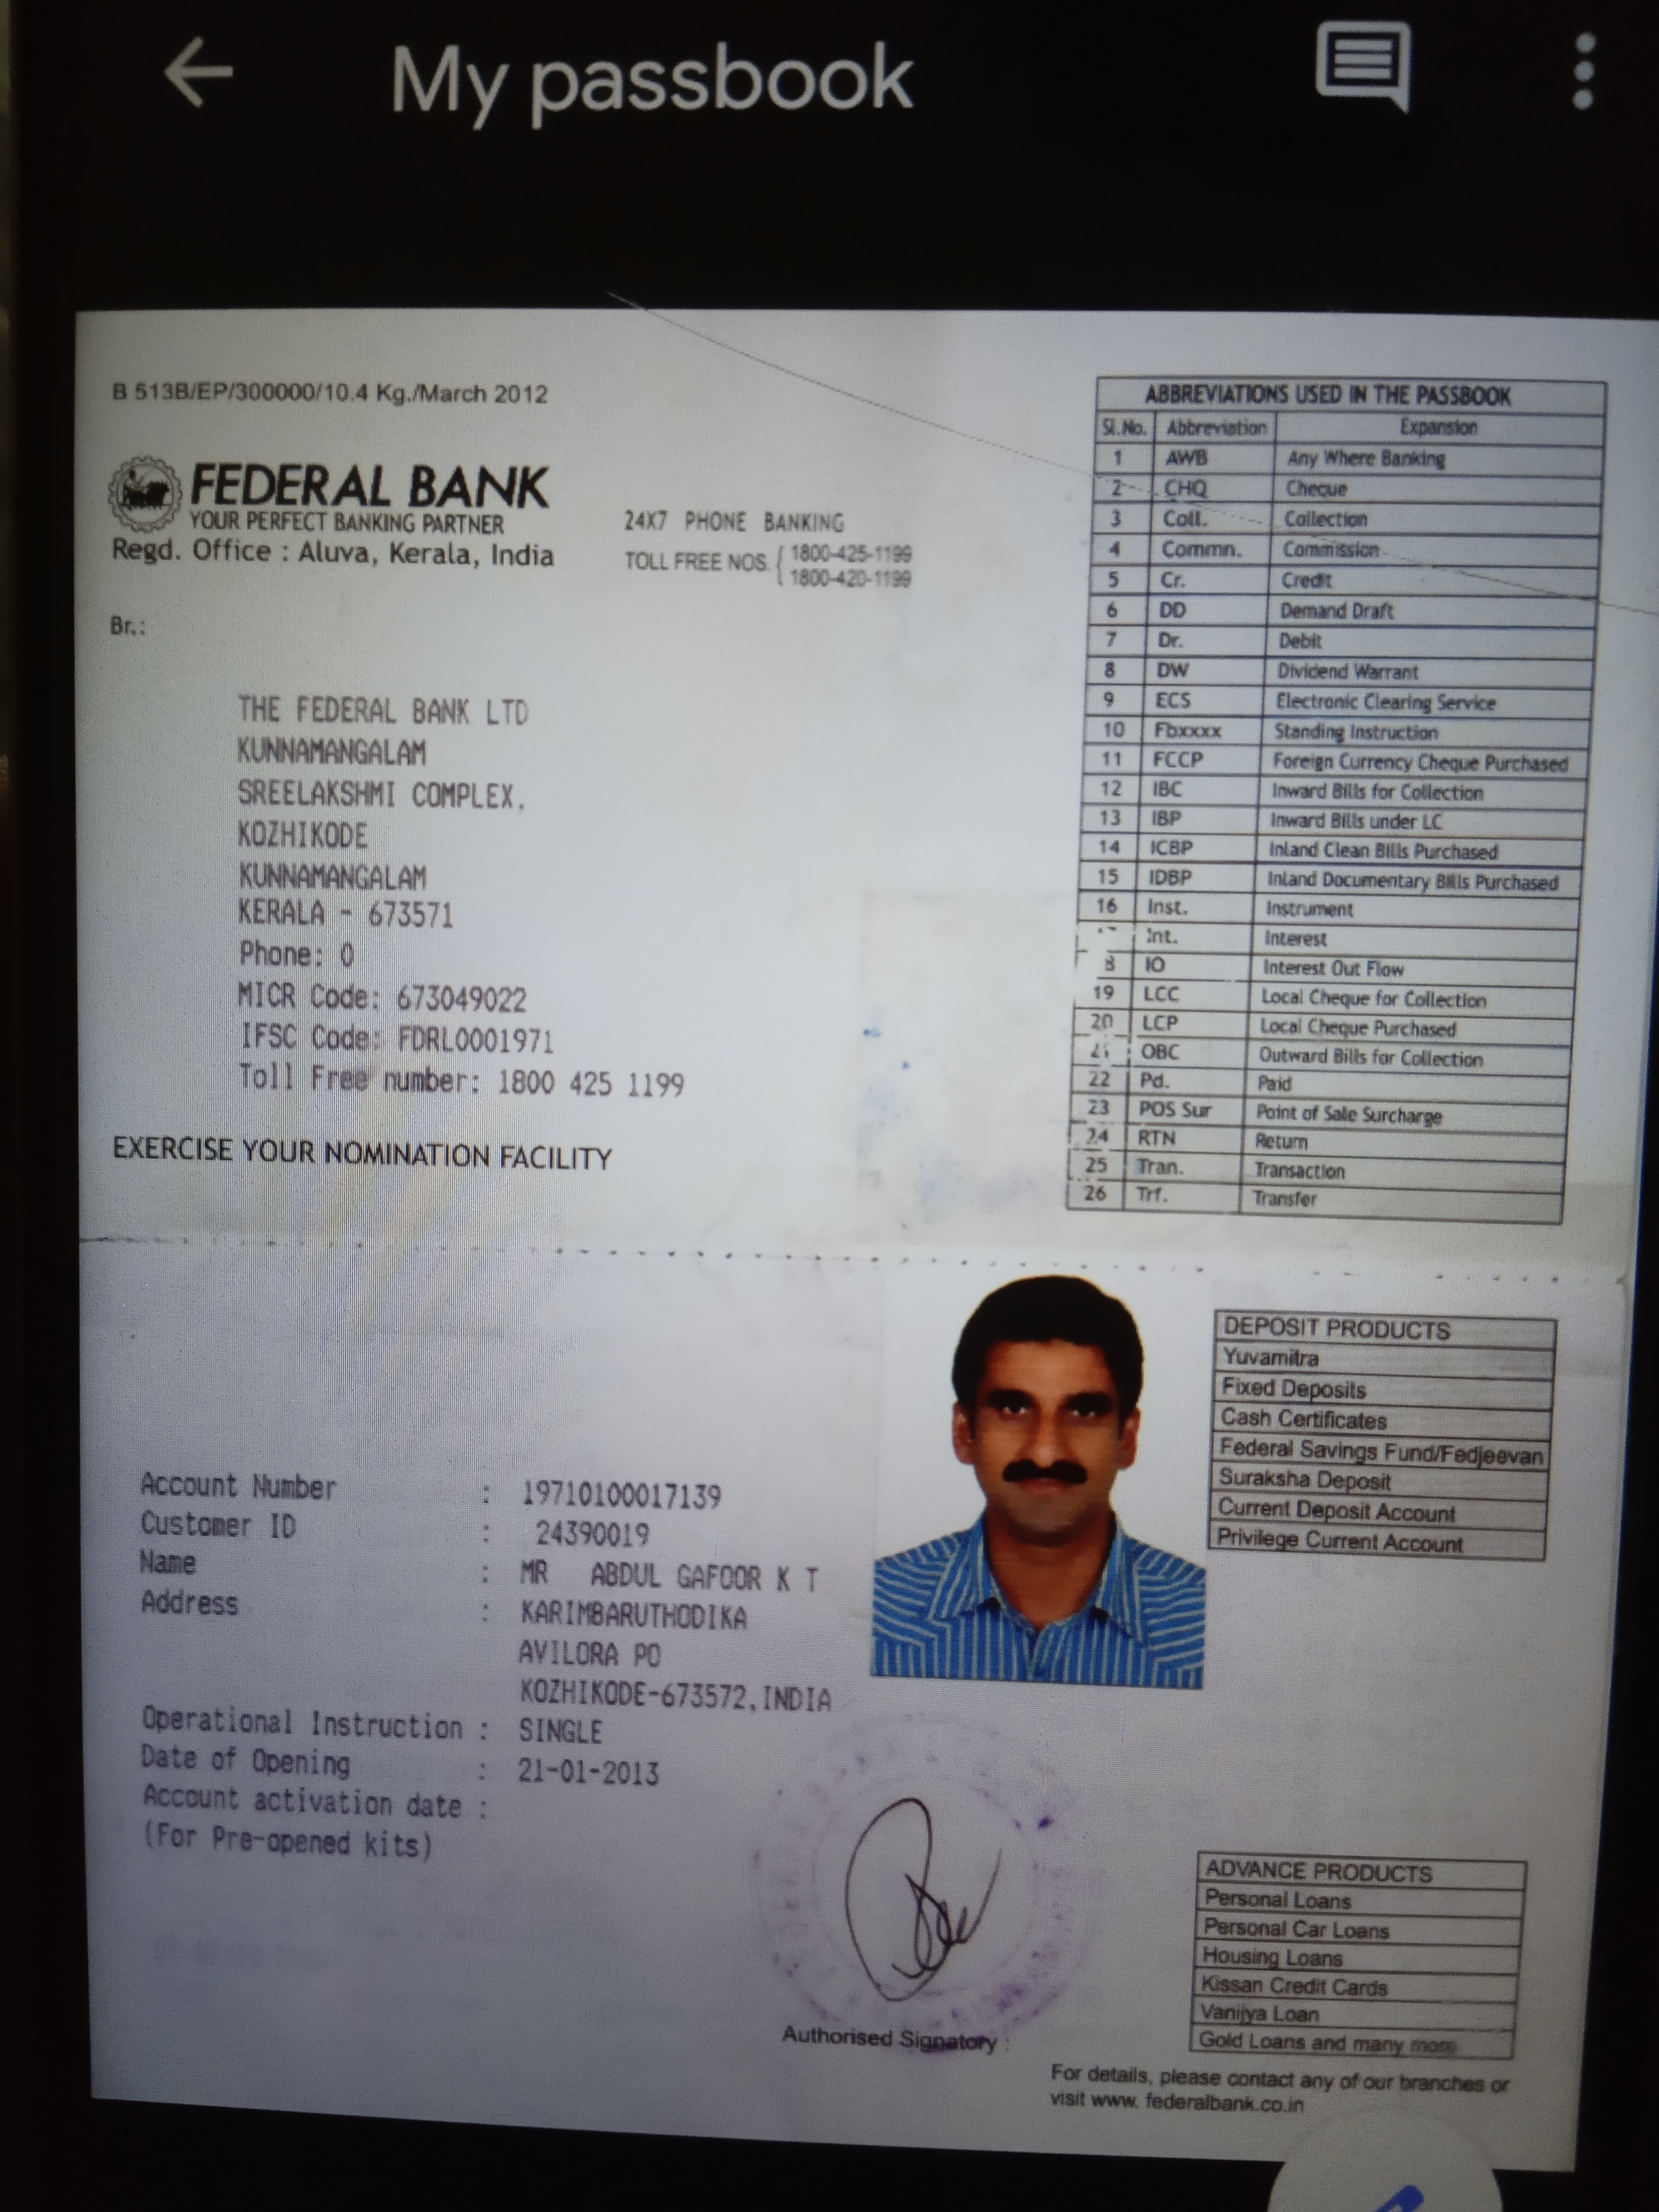 My passbook
B 513B/EP/300000/10.4 Kg./March 2012
FEDERAL BANK
YOUR PERFECT BANKING PARTNER
Regd. Office : Aluva, Kerala, India
24X7 PHONE BANKING
TOLL FREE NOS. { 1800-425-1199
1800-420-1199
Br.:
THE FEDERAL BANK LTD
KUNNAMANGALAM
SREELAKSHMI COMPLEX,
KOZHIKODE
KUNNAMANGALAM
KERALA - 673571
Phone: 0
MICR Code: 673049022
IFSC Code: FDRL0001971
Toll Free number: 1800 425 1199
EXERCISE YOUR NOMINATION FACILITY
ABBREVIATIONS USED IN THE PASSBOOK
Sl.No. Abbreviation Expansion
1 AWB Any Where Banking
2 CHQ Cheque
3 Coll. Collection
4 Commn. Commission
5 Cr. Credit
6 DD Demand Draft
7 Dr. Debit
8 DW Dividend Warrant
9 ECS Electronic Clearing Service
10 Fbxxxx Standing Instruction
11 FCCP Foreign Currency Cheque Purchased
12 IBC Inward Bills for Collection
13 IBP Inward Bills under LC
14 ICBP Inland Clean Bills Purchased
15 IDBP Inland Documentary Bills Purchased
16 Inst. Instrument
Int. Interest
8 IO Interest Out Flow
19 LCC Local Cheque for Collection
20 LCP Local Cheque Purchased
21 OBC Outward Bills for Collection
22 Pd. Paid
23 POS Sur Point of Sale Surcharge
24 RTN Return
25 Tran. Transaction
26 Trf. Transfer
Account Number : 19710100017139
Customer ID : 24390019
Name : MR ABDUL GAFOOR K T
Address : KARIMBARUTHODIKA
AVILORA PO
KOZHIKODE-673572,INDIA
Operational Instruction : SINGLE
Date of Opening : 21-01-2013
Account activation date :
(For Pre-opened kits)
DEPOSIT PRODUCTS
Yuvamitra
Fixed Deposits
Cash Certificates
Federal Savings Fund/Fedjeevan
Suraksha Deposit
Current Deposit Account
Privilege Current Account
Authorised Signatory :
ADVANCE PRODUCTS
Personal Loans
Personal Car Loans
Housing Loans
Kissan Credit Cards
Vanijya Loan
Gold Loans and many more
For details, please contact any of our branches or
visit www. federalbank.co.in